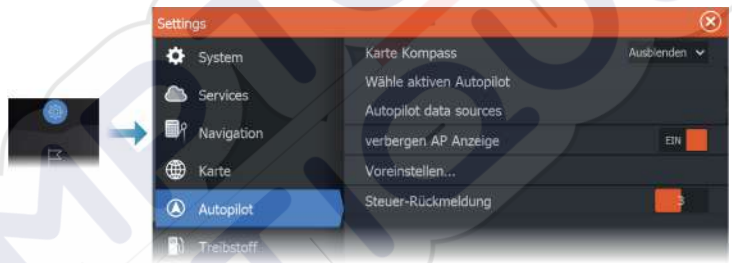 Settings
System
Services
Navigation
Karte
Autopilot
Treibstoff
Karte Kompass Ausblenden
Wähle aktiven Autopilot
Autopilot data sources
verbergen AP Anzeige EIN
Voreinstellen...
Steuer-Rückmeldung 3